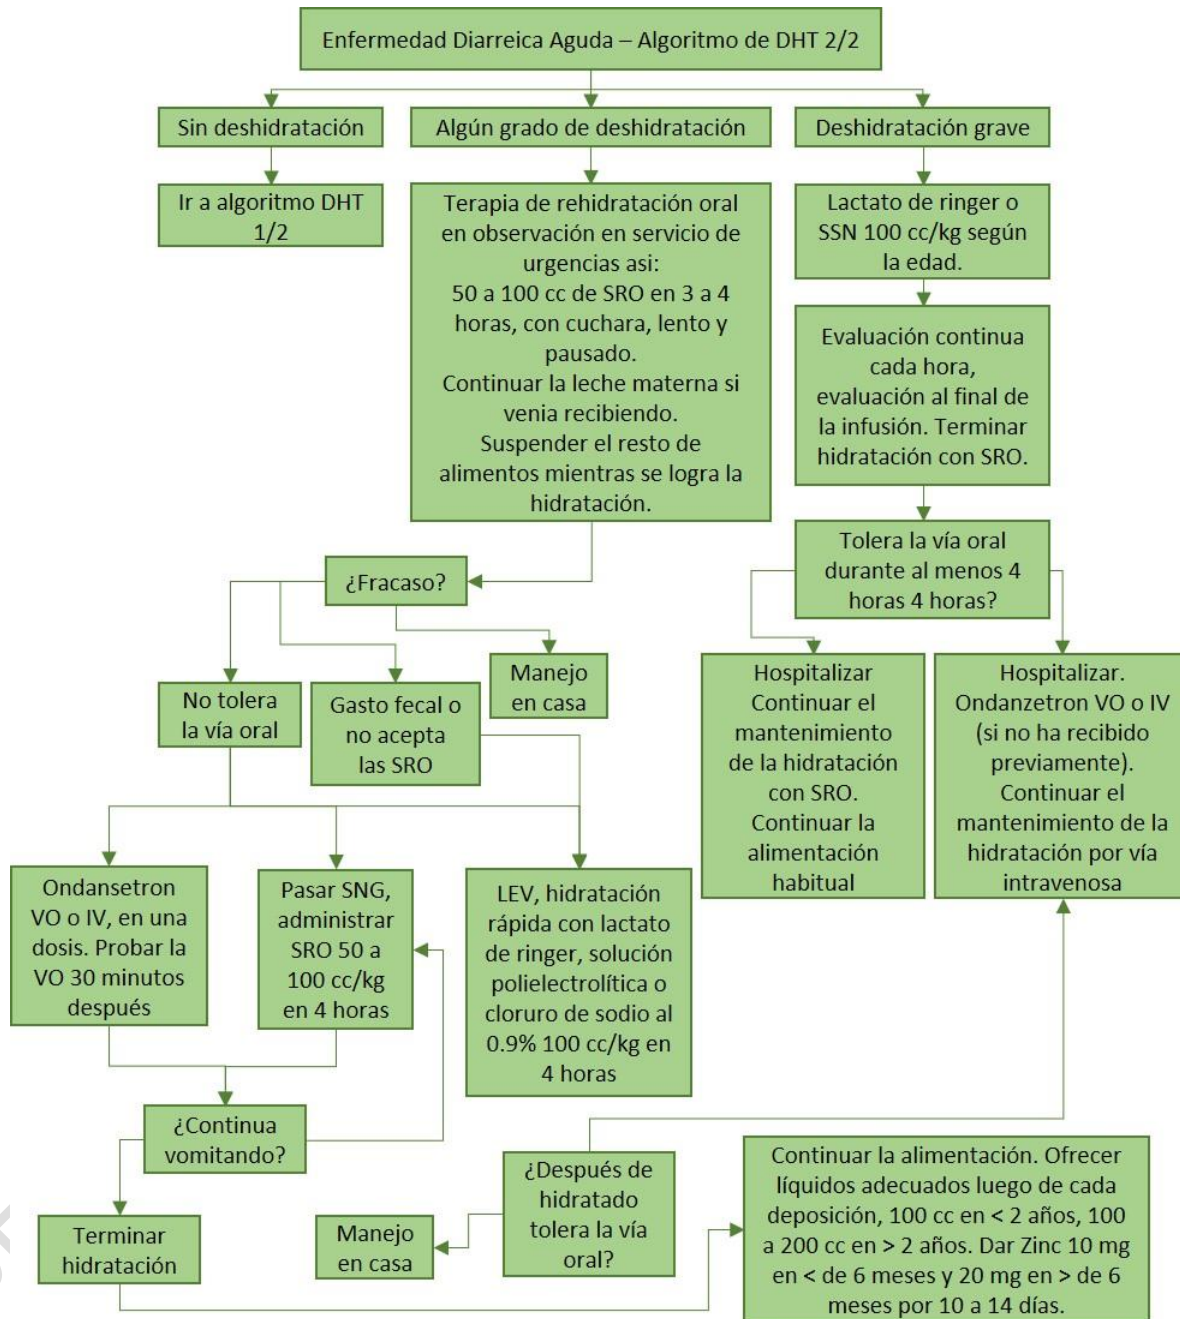 Enfermedad Diarreica Aguda – Algoritmo de DHT 2/2
Sin deshidratación
Algún grado de deshidratación
Deshidratación grave
Ir a algoritmo DHT
1/2
Terapia de rehidratación oral
en observación en servicio de
urgencias asi:
50 a 100 cc de SRO en 3 a 4
horas, con cuchara, lento y
pausado.
Continuar la leche materna si
venia recibiendo.
Suspender el resto de
alimentos mientras se logra la
hidratación.
Lactato de ringer o
SSN 100 cc/kg según
la edad.
Evaluación continua
cada hora,
evaluación al final de
la infusión. Terminar
hidratación con SRO.
Tolera la vía oral
durante al menos 4
horas 4 horas?
¿Fracaso?
No tolera
la vía oral
Gasto fecal o
no acepta
las SRO
Manejo
en casa
Hospitalizar
Continuar el
mantenimiento
de la hidratación
con SRO.
Continuar la
alimentación
habitual
Hospitalizar.
Ondanzetron VO o IV
(si no ha recibido
previamente).
Continuar el
mantenimiento de la
hidratación por vía
intravenosa
Ondansetron
VO o IV, en una
dosis. Probar la
VO 30 minutos
después
Pasar SNG,
administrar
SRO 50 a
100 cc/kg
en 4 horas
LEV, hidratación
rápida con lactato
de ringer, solución
polielectrolítica o
cloruro de sodio al
0.9% 100 cc/kg en
4 horas
¿Continua
vomitando?
Terminar
hidratación
Manejo
en casa
¿Después de
hidratado
tolera la vía
oral?
Continuar la alimentación. Ofrecer
líquidos adecuados luego de cada
deposición, 100 cc en < 2 años, 100
a 200 cc en > 2 años. Dar Zinc 10 mg
en < de 6 meses y 20 mg en > de 6
meses por 10 a 14 días.